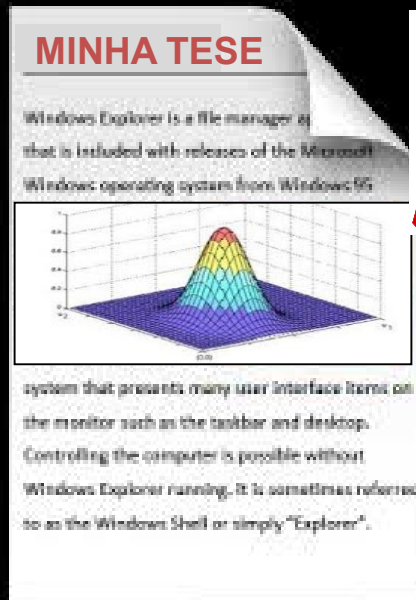 MINHA TESE
Windows Explorer is a file manager
that is included with releases of the Microsoft
Windows operating system from Windows 95
system that presents many user interface items on
the monitor such as the taskbar and desktop.
Controlling the computer is possible without
Windows Explorer running. It is sometimes referred
to as the Windows Shell or simply "Explorer".